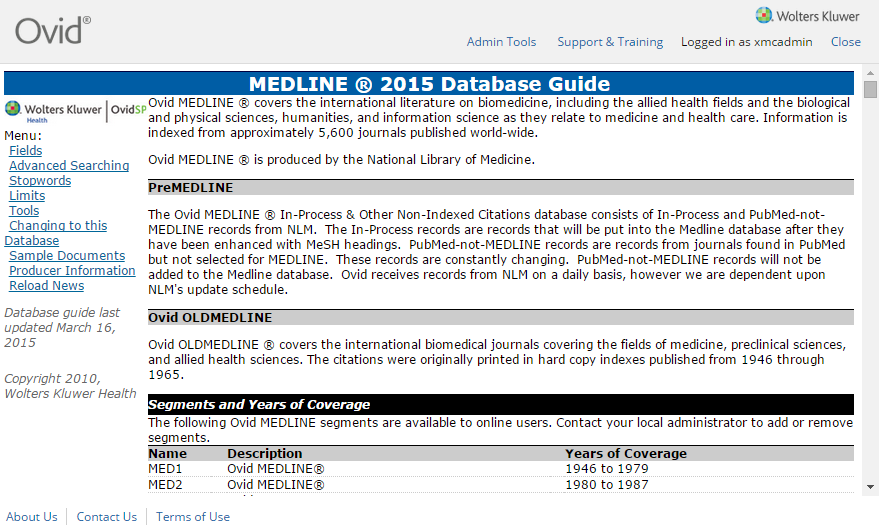 Ovid®
Wolters Kluwer
Admin Tools Support & Training Logged in as xmcadmin Close
MEDLINE ® 2015 Database Guide
Wolters Kluwer OvidSP
Health
Menu:
Fields
Advanced Searching
Stopwords
Limits
Tools
Changing to this
Database
Sample Documents
Producer Information
Reload News
Database guide last
updated March 16,
2015
Copyright 2010,
Wolters Kluwer Health
Ovid MEDLINE ® covers the international literature on biomedicine, including the allied health fields and the biological
and physical sciences, humanities, and information science as they relate to medicine and health care. Information is
indexed from approximately 5,600 journals published world-wide.
Ovid MEDLINE ® is produced by the National Library of Medicine.
PreMEDLINE
The Ovid MEDLINE ® In-Process & Other Non-Indexed Citations database consists of In-Process and PubMed-not-
MEDLINE records from NLM. The In-Process records are records that will be put into the Medline database after they
have been enhanced with MeSH headings. PubMed-not-MEDLINE records are records from journals found in PubMed
but not selected for MEDLINE. These records are constantly changing. PubMed-not-MEDLINE records will not be
added to the Medline database. Ovid receives records from NLM on a daily basis, however we are dependent upon
NLM's update schedule.
Ovid OLDMEDLINE
Ovid OLDMEDLINE ® covers the international biomedical journals covering the fields of medicine, preclinical sciences,
and allied health sciences. The citations were originally printed in hard copy indexes published from 1946 through
1965.
Segments and Years of Coverage
The following Ovid MEDLINE segments are available to online users. Contact your local administrator to add or remove
segments.
Name Description Years of Coverage
MED1 Ovid MEDLINE® 1946 to 1979
MED2 Ovid MEDLINE® 1980 to 1987
About Us Contact Us Terms of Use